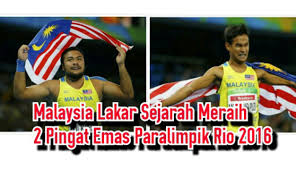 Malaysia Lakar Sejarah Meraih
2 Pingat Emas Paralimpik Rio 2016